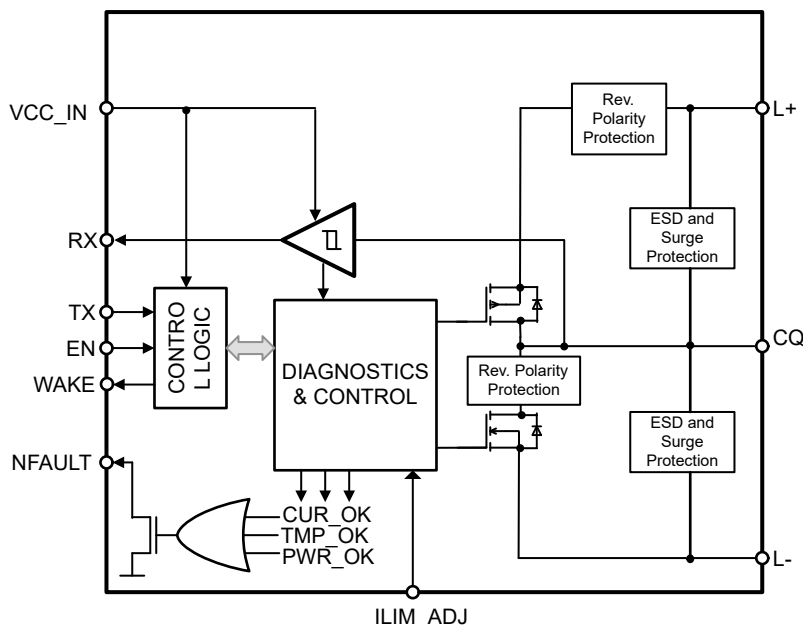 VCC_IN
Rev.
Polarity
Protection
L+
RX
ESD and
Surge
Protection
TX
EN
WAKE
CONTRO
L LOGIC
DIAGNOSTICS
& CONTROL
Rev. Polarity
Protection
CQ
ESD and
Surge
Protection
NFAULT
CUR_OK
TMP_OK
PWR_OK
L-
ILIM_ADJ